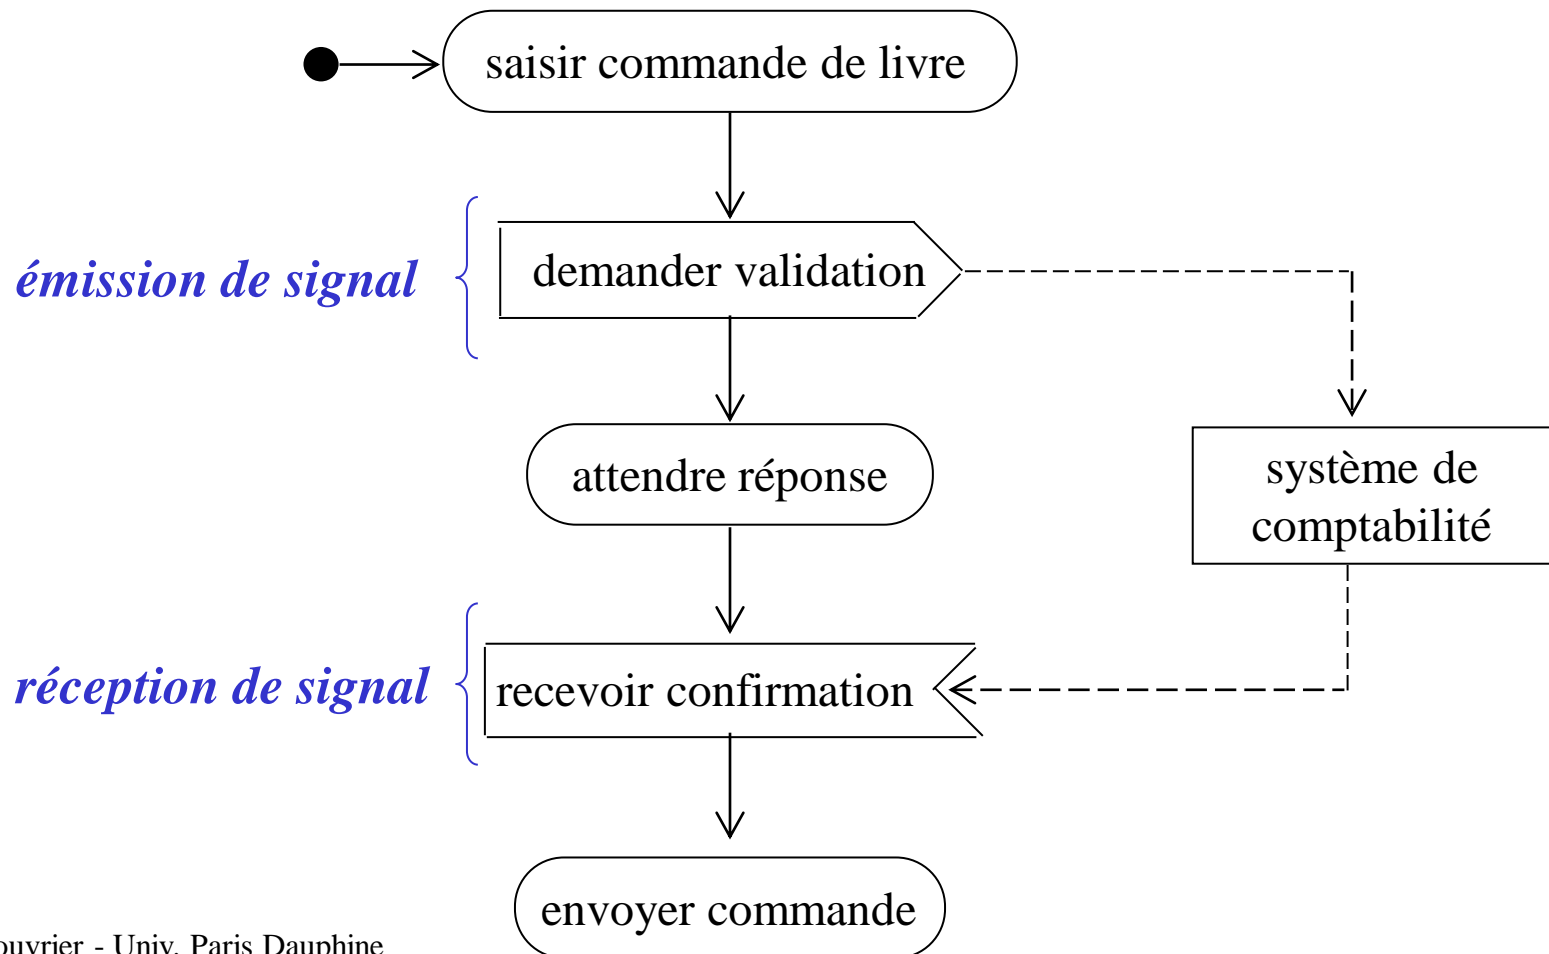 saisir commande de livre
émission de signal
demander validation
attendre réponse
système de
comptabilité
réception de signal
recevoir confirmation
envoyer commande
- Univ. Paris Dauphine